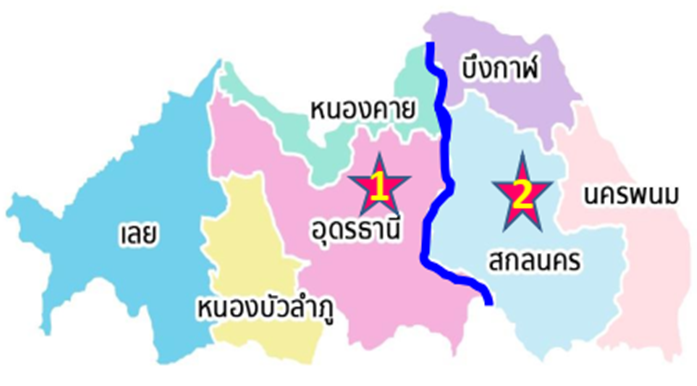 บึงกาฬ
หนองคาย
1
2
นครพนม
เลย
อุดรธานี
สกลนคร
หนองบัวลำภู